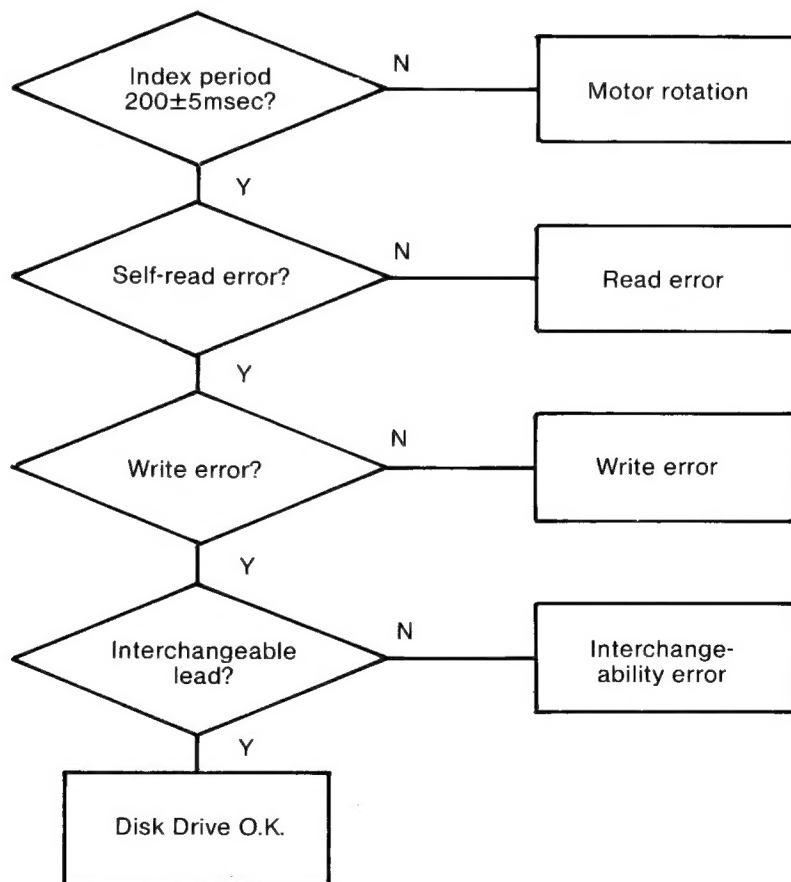 Index period
200±5msec?
N
Motor rotation
Y
Self-read error?
N
Read error
Y
Write error?
N
Write error
Y
Interchangeable
lead?
N
Interchange-
ability error
Y
Disk Drive O.K.